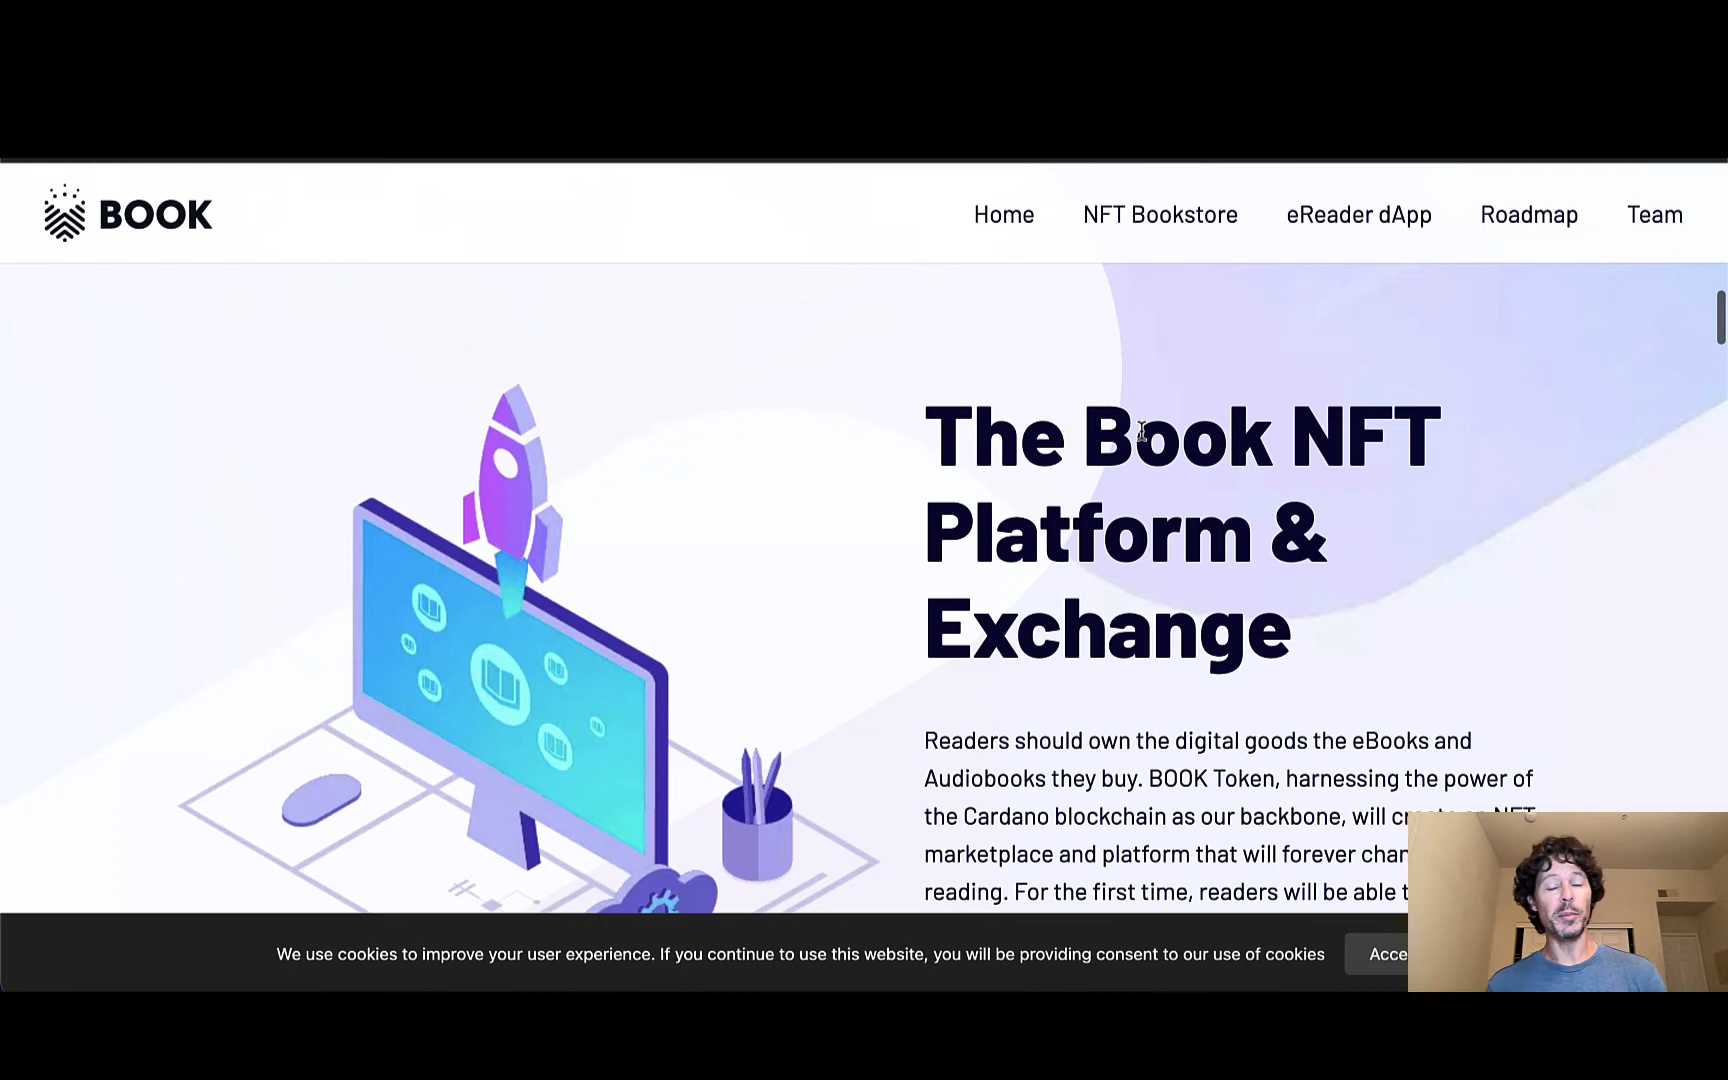 BOOK
Home NFT Bookstore eReader dApp Roadmap Team
The Book NFT
Platform &
Exchange
Readers should own the digital goods the eBooks and
Audiobooks they buy. BOOK Token, harnessing the power of
the Cardano blockchain as our backbone, will
marketplace and platform that will forever
reading. For the first time, readers will be able
We use cookies to improve your user experience. If you continue to use this website, you will be providing consent to our use of cookies